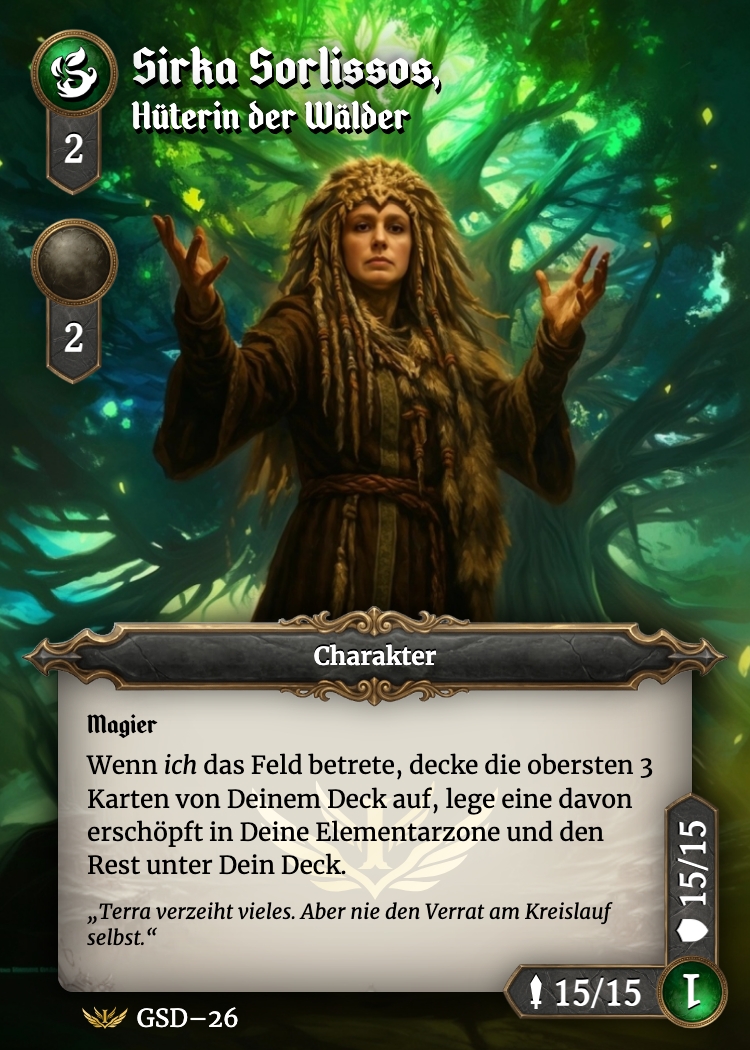 Sirka Sorlissos,
Hüterin der Wälder
2
2
Charakter
Magier
Wenn ich das Feld betrete, decke die obersten 3
Karten von Deinem Deck auf, lege eine davon
erschöpft in Deine Elementarzone und den
Rest unter Dein Deck.
„Terra verzeiht vieles. Aber nie den Verrat am Kreislauf
selbst.“
15/15
15/15
1
GSD–26